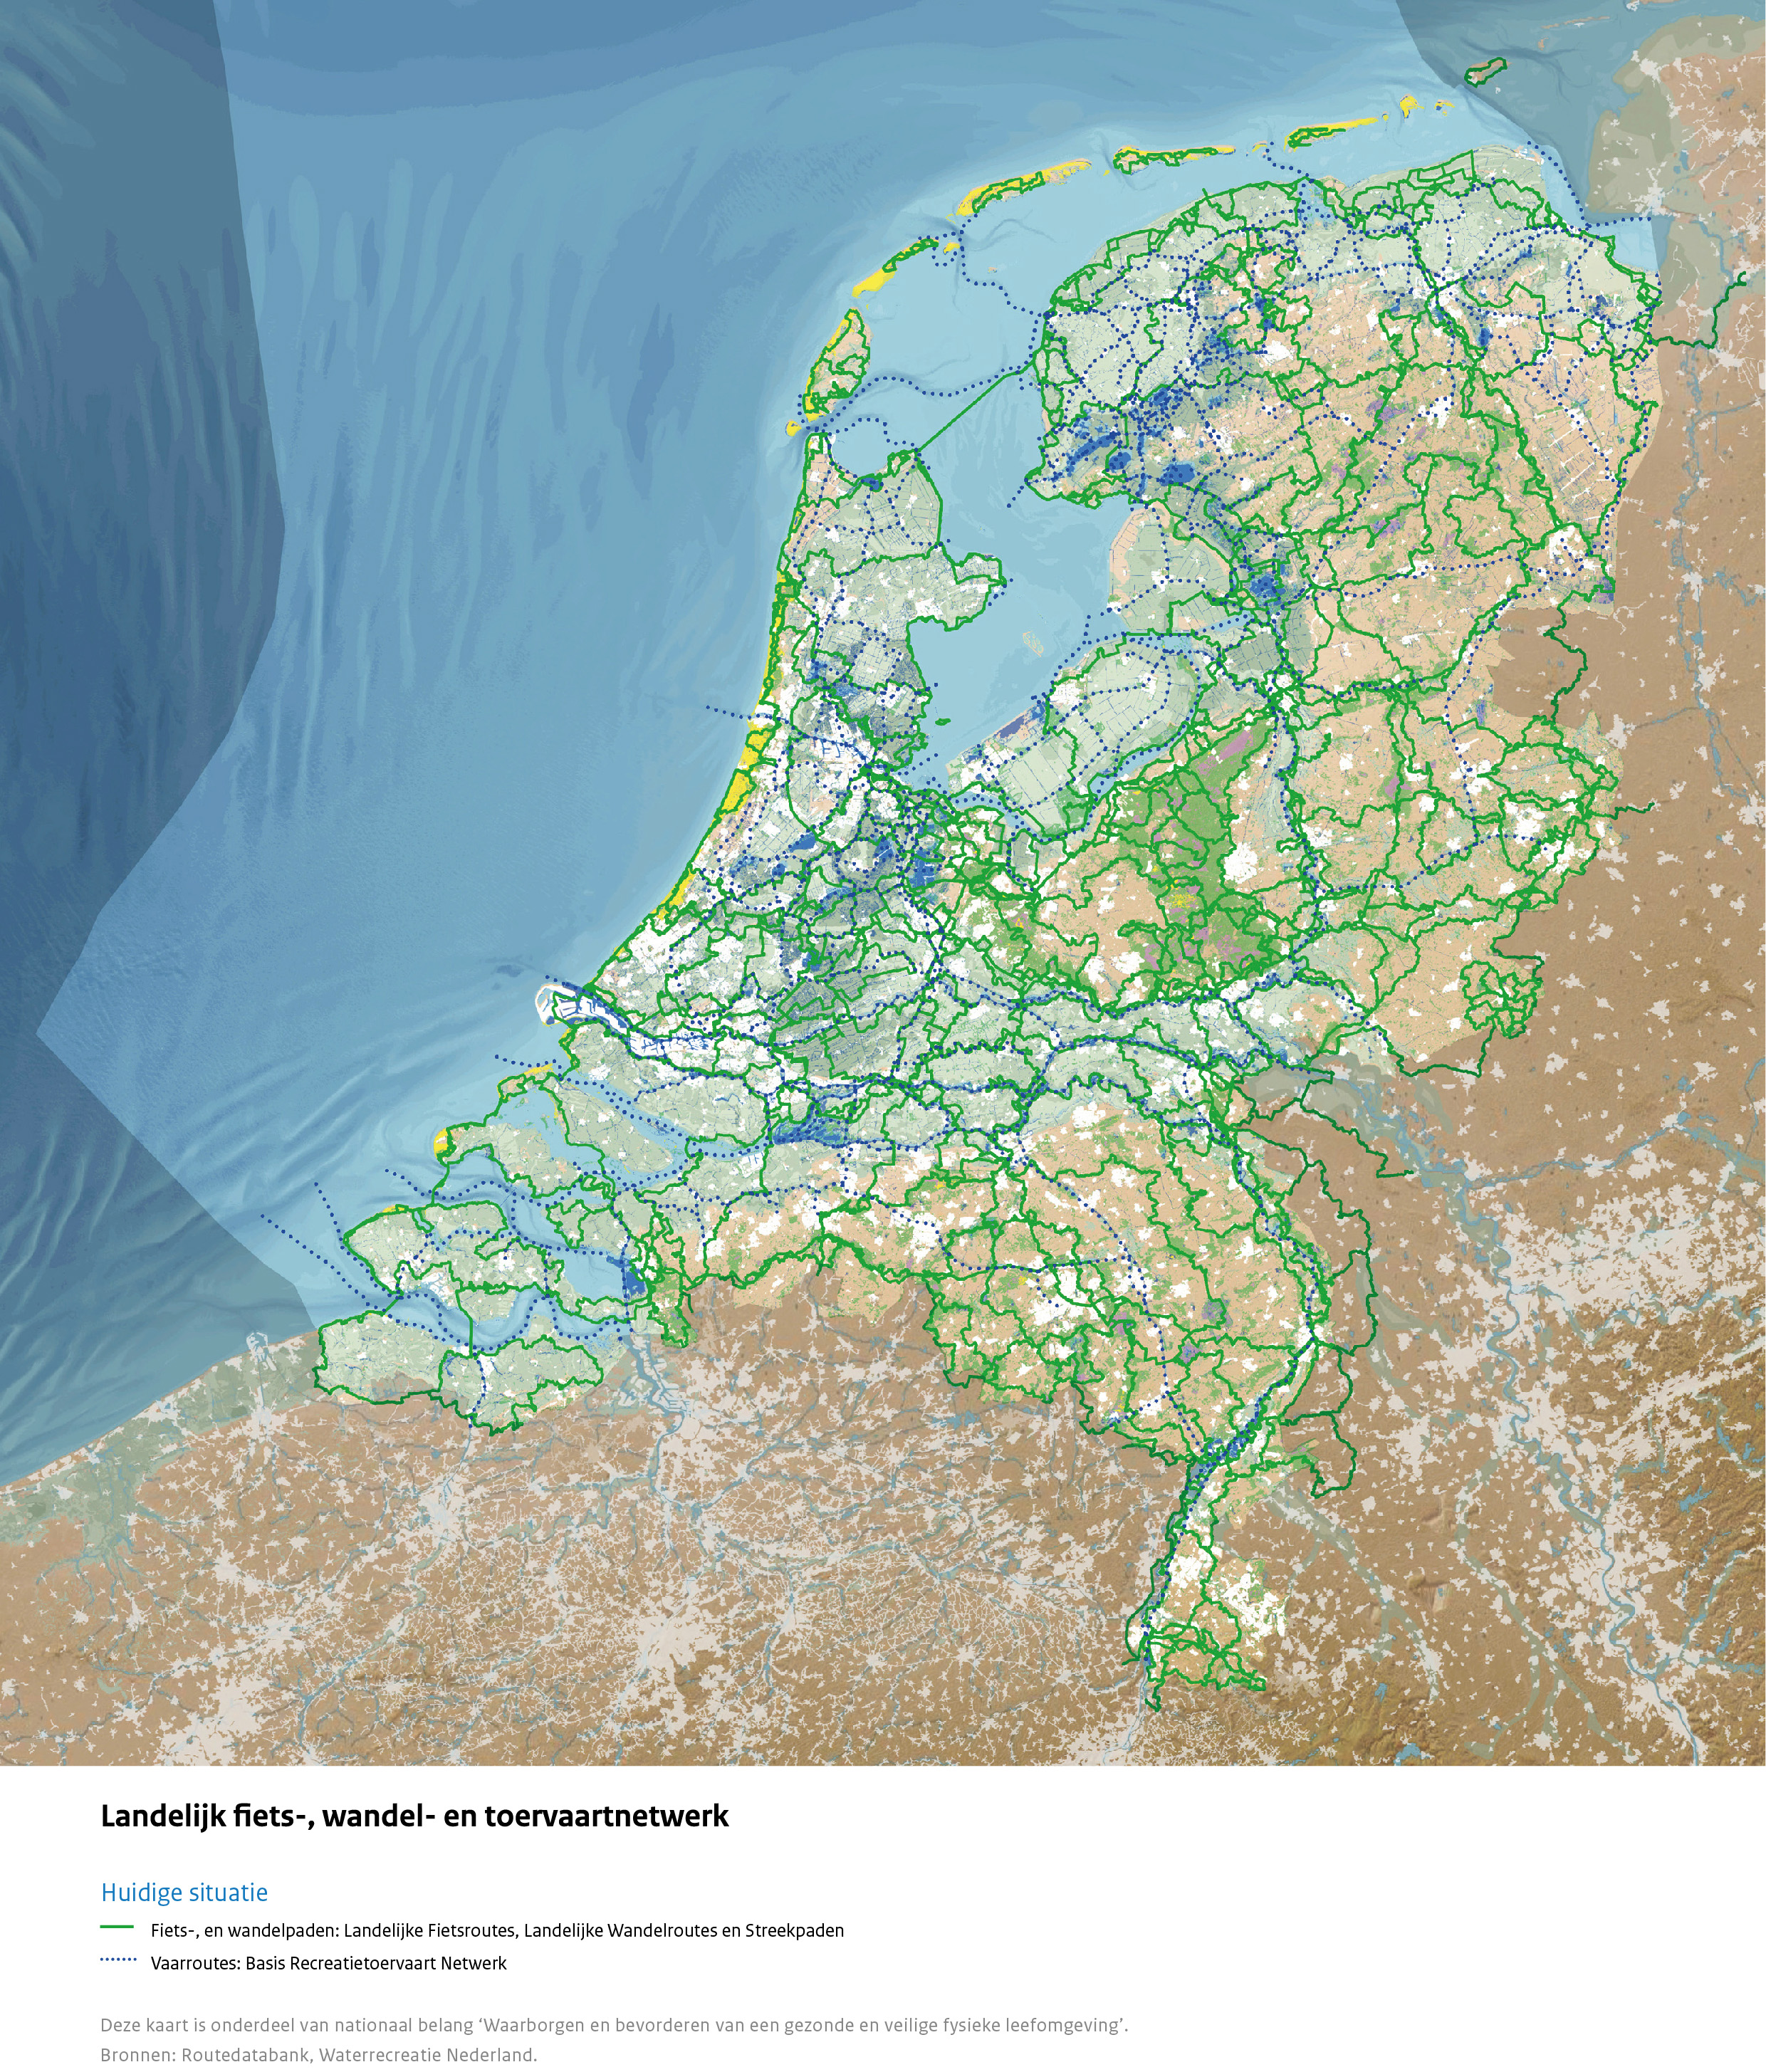 Landelijk fiets-, wandel- en toervaartnetwerk
Huidige situatie
Fiets-, en wandelpaden: Landelijke Fietsroutes, Landelijke Wandelroutes en Streekpaden
Vaarroutes: Basis Recreatietoervaart Netwerk
Deze kaart is onderdeel van nationaal belang ‘Waarborgen en bevorderen van een gezonde en veilige fysieke leefomgeving’.
Bronnen: Routedatabank, Waterrecreatie Nederland.